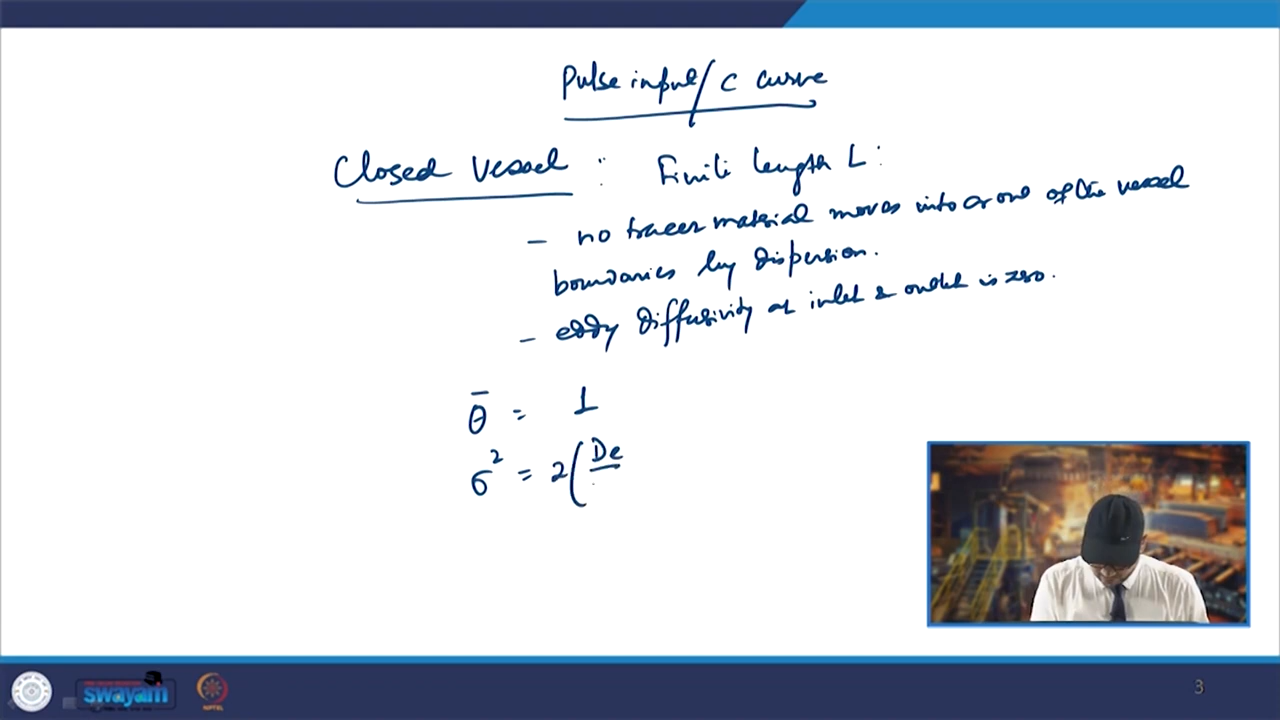 Pulse input/C curve
Closed Vessel : Finite length L :
- no tracer material moves into or out of the vessel
boundaries by dispersion.
- eddy diffusivity at inlet & outlet is zero.
θ̄ = 1
σ² = 2(De
3
swayam
NPTEL